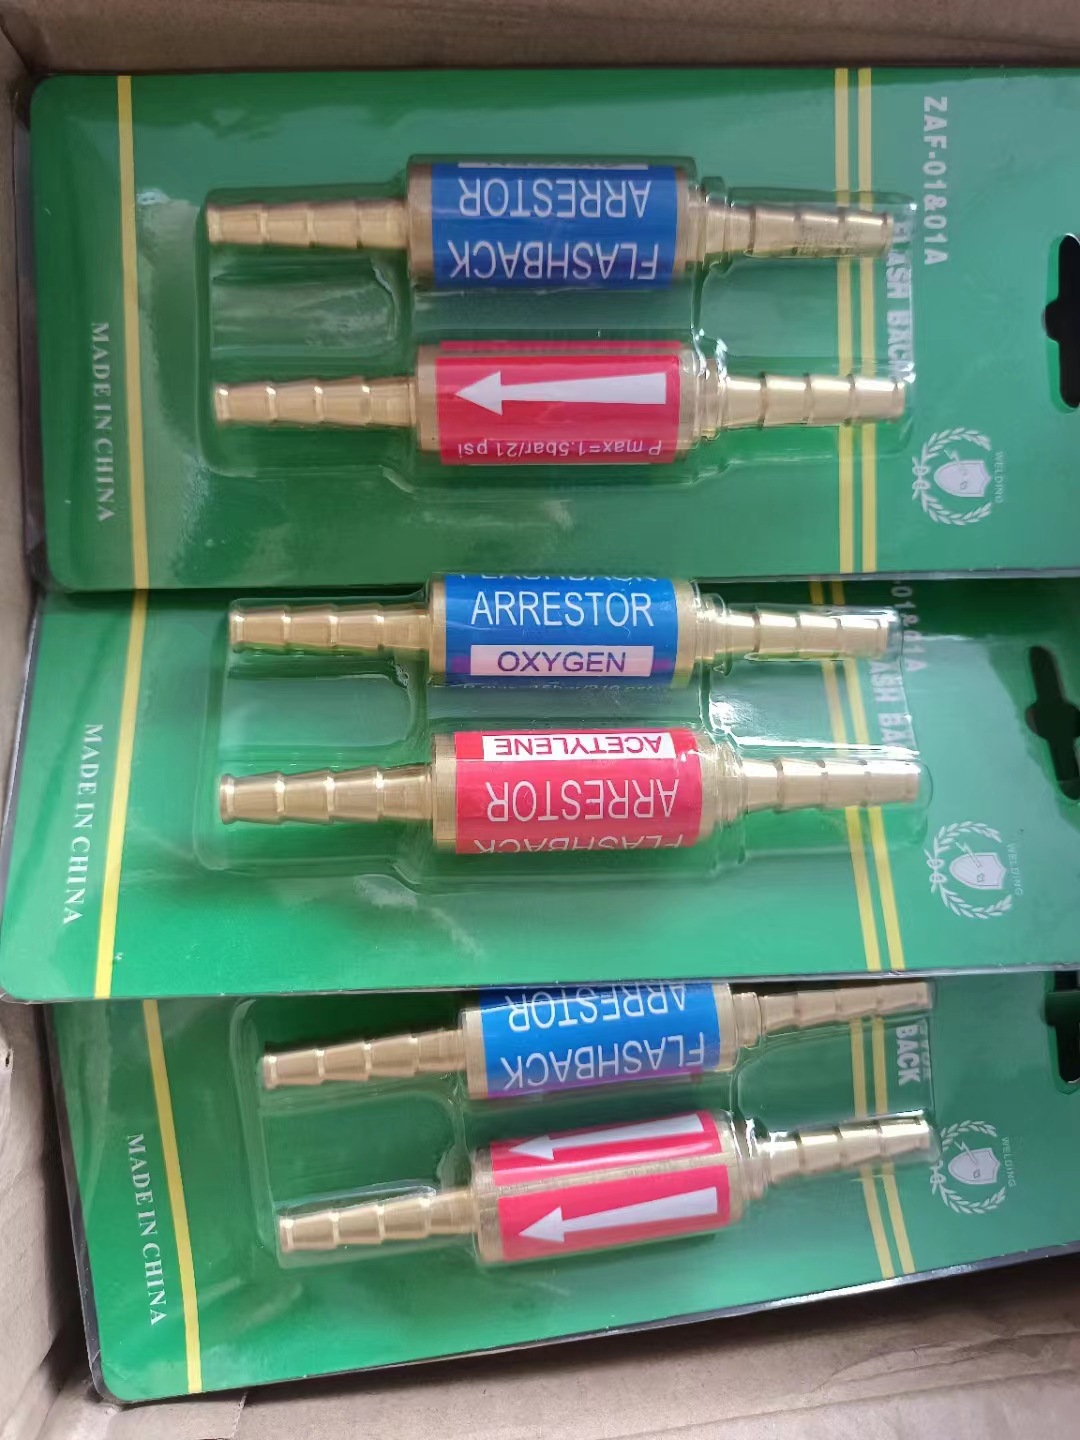 ZAF-01&01A
FLASH BACK
WELDING
FLASHBACK
ARRESTOR
P max=1.5bar/21 psi
MADE IN CHINA
ARRESTOR
OXYGEN
FLASHBACK
ARRESTOR
ACETYLENE
WELDING
MADE IN CHINA
BACK
WELDING
FLASHBACK
ARRESTOR
MADE IN CHINA